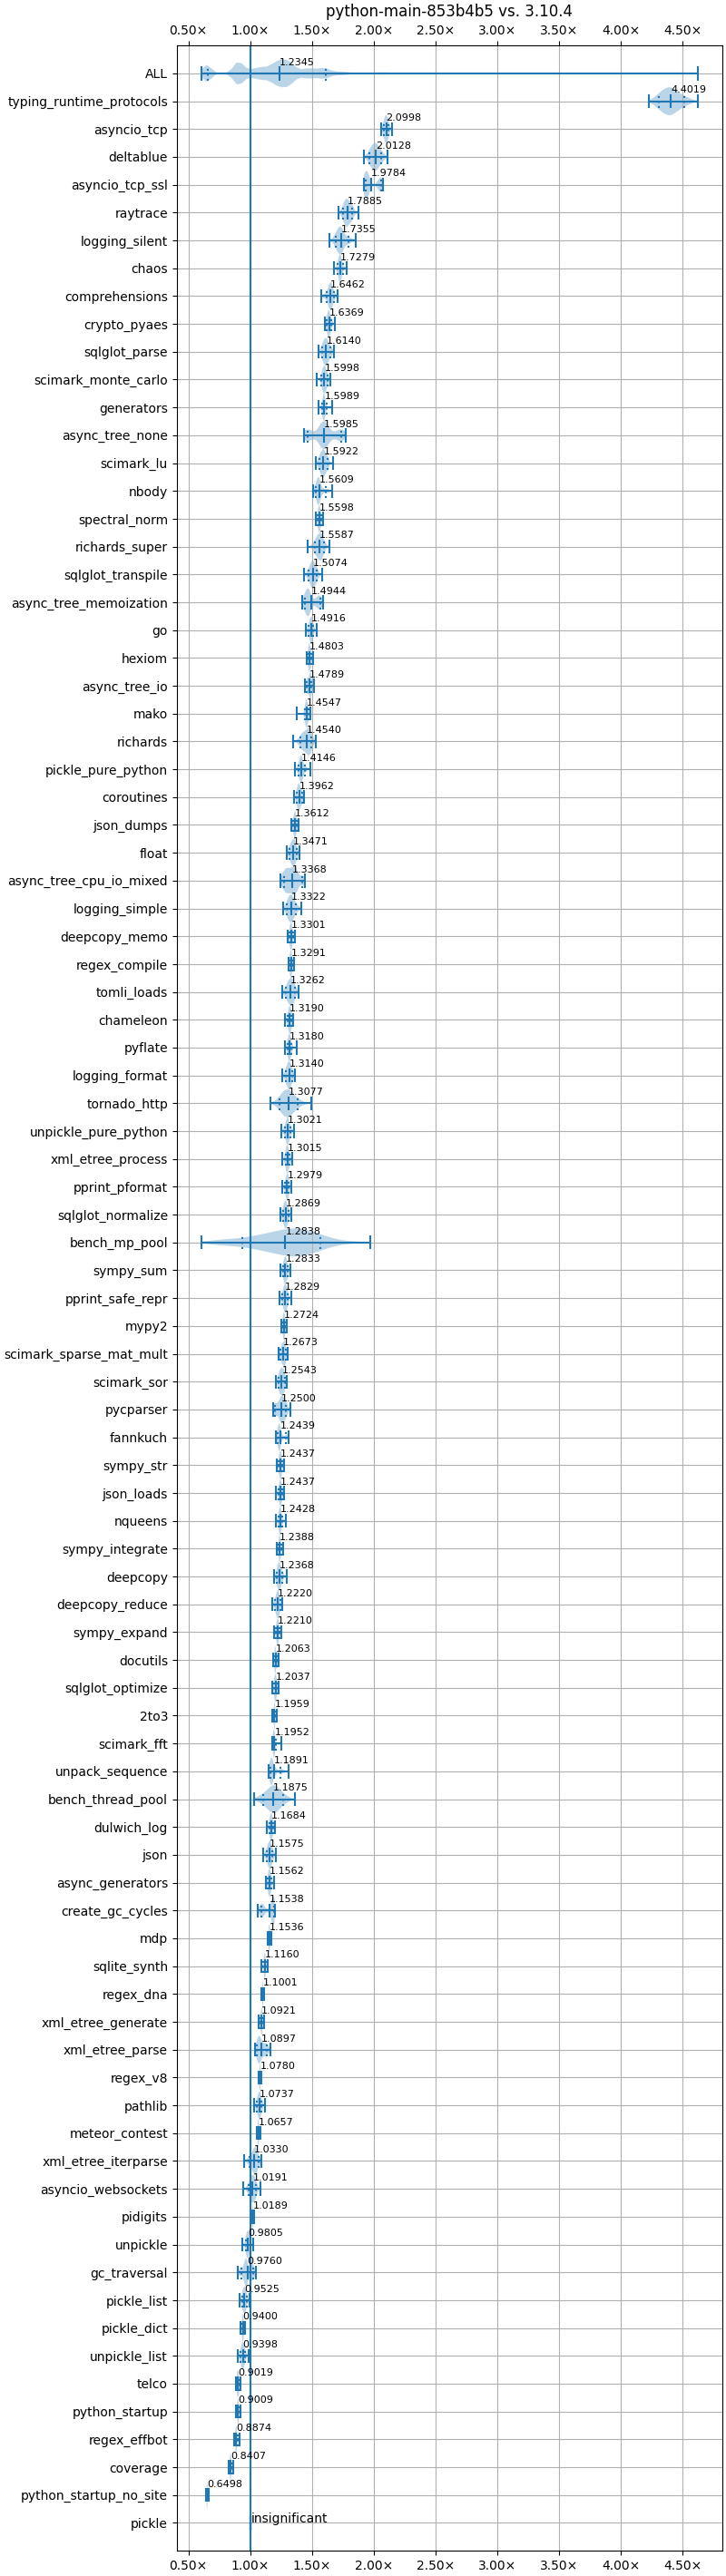 python-main-853b4b5 vs. 3.10.4
0.50× 1.00× 1.50× 2.00× 2.50× 3.00× 3.50× 4.00× 4.50×
ALL 1.2345
typing_runtime_protocols 4.4019
asyncio_tcp 2.0998
deltablue 2.0128
asyncio_tcp_ssl 1.9784
raytrace 1.7885
logging_silent 1.7355
chaos 1.7279
comprehensions 1.6462
crypto_pyaes 1.6369
sqlglot_parse 1.6140
scimark_monte_carlo 1.5998
generators 1.5989
async_tree_none 1.5985
scimark_lu 1.5922
nbody 1.5609
spectral_norm 1.5598
richards_super 1.5587
sqlglot_transpile 1.5074
async_tree_memoization 1.4944
go 1.4916
hexiom 1.4803
async_tree_io 1.4789
mako 1.4547
richards 1.4540
pickle_pure_python 1.4146
coroutines 1.3962
json_dumps 1.3612
float 1.3471
async_tree_cpu_io_mixed 1.3368
logging_simple 1.3322
deepcopy_memo 1.3301
regex_compile 1.3291
tomli_loads 1.3262
chameleon 1.3190
pyflate 1.3180
logging_format 1.3140
tornado_http 1.3077
unpickle_pure_python 1.3021
xml_etree_process 1.3015
pprint_pformat 1.2979
sqlglot_normalize 1.2869
bench_mp_pool 1.2838
sympy_sum 1.2833
pprint_safe_repr 1.2829
mypy2 1.2724
scimark_sparse_mat_mult 1.2673
scimark_sor 1.2543
pycparser 1.2500
fannkuch 1.2439
sympy_str 1.2437
json_loads 1.2437
nqueens 1.2428
sympy_integrate 1.2388
deepcopy 1.2368
deepcopy_reduce 1.2220
sympy_expand 1.2210
docutils 1.2063
sqlglot_optimize 1.2037
2to3 1.1959
scimark_fft 1.1952
unpack_sequence 1.1891
bench_thread_pool 1.1875
dulwich_log 1.1684
json 1.1575
async_generators 1.1562
create_gc_cycles 1.1538
mdp 1.1536
sqlite_synth 1.1160
regex_dna 1.1001
xml_etree_generate 1.0921
xml_etree_parse 1.0897
regex_v8 1.0780
pathlib 1.0737
meteor_contest 1.0657
xml_etree_iterparse 1.0330
asyncio_websockets 1.0191
pidigits 1.0189
unpickle 0.9805
gc_traversal 0.9760
pickle_list 0.9525
pickle_dict 0.9400
unpickle_list 0.9398
telco 0.9019
python_startup 0.9009
regex_effbot 0.8874
coverage 0.8407
python_startup_no_site 0.6498
pickle insignificant
0.50× 1.00× 1.50× 2.00× 2.50× 3.00× 3.50× 4.00× 4.50×